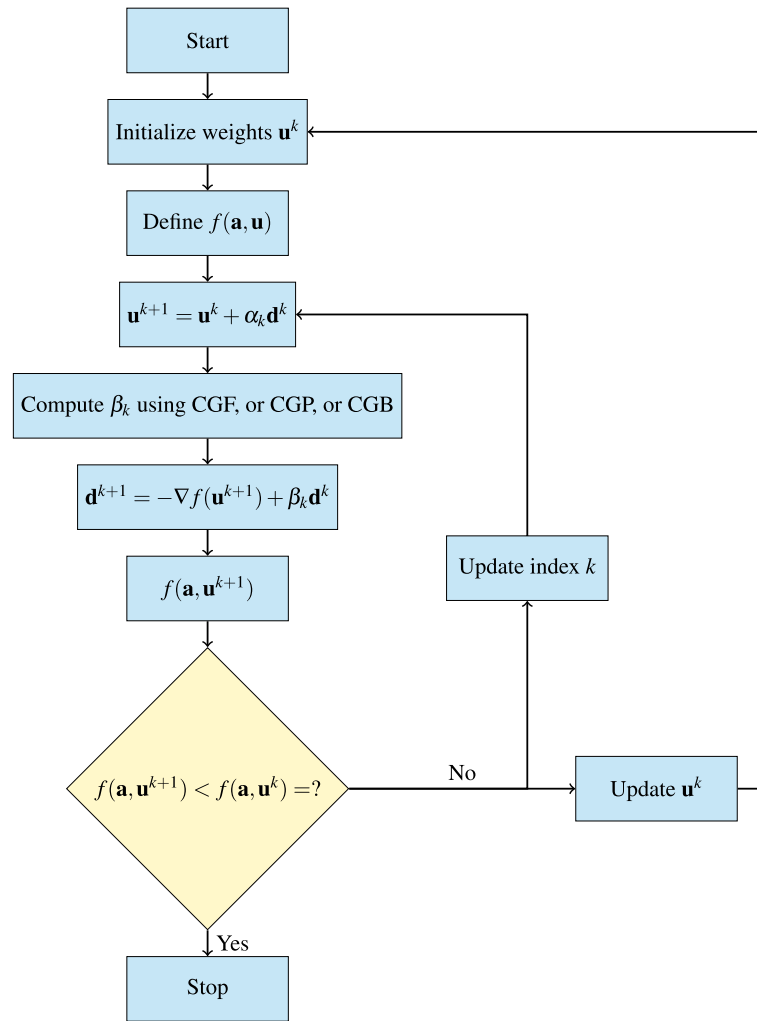 Start
Initialize weights u^k
Define f(a, u)
u^{k+1} = u^k + α_k d^k
Compute β_k using CGF, or CGP, or CGB
d^{k+1} = −∇f(u^{k+1}) + β_k d^k
Update index k
f(a, u^{k+1})
No
f(a, u^{k+1}) < f(a, u^k) =?
Update u^k
Yes
Stop